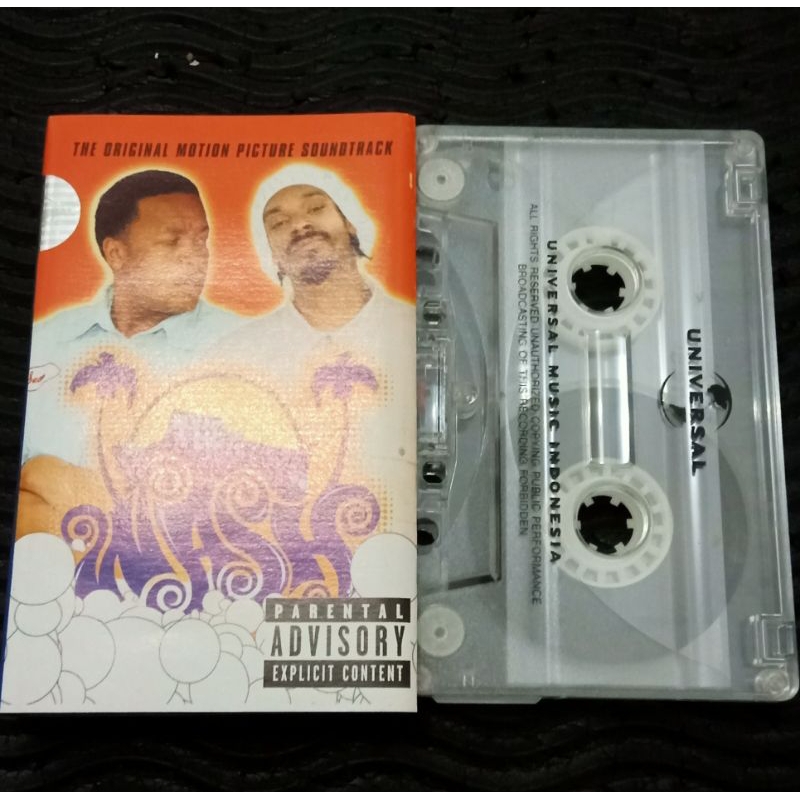 THE ORIGINAL MOTION PICTURE SOUNDTRACK
WASH
PARENTAL
ADVISORY
EXPLICIT CONTENT
UNIVERSAL
UNIVERSAL MUSIC INDONESIA
ALL RIGHTS RESERVED UNAUTHORIZED COPYING PUBLIC PERFORMANCE
BROADCASTING OF THIS RECORDING FORBIDDEN